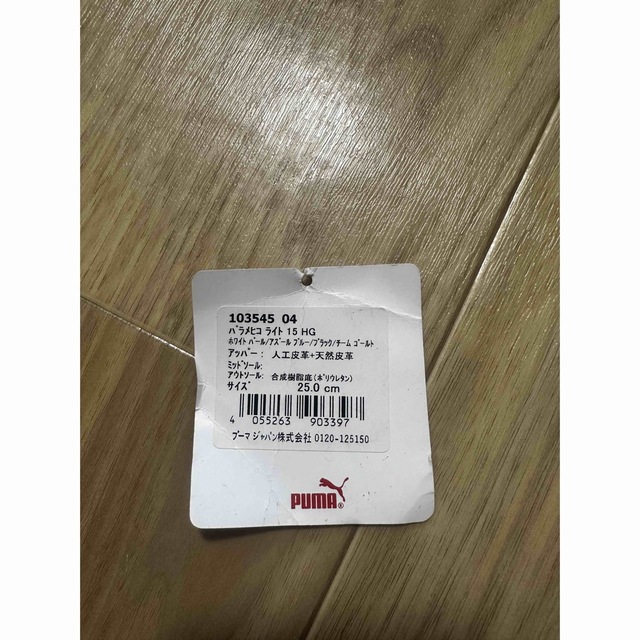 103545 04
ﾊﾟﾗﾒﾋｺ ﾗｲﾄ 15 HG
ﾎﾜｲﾄ ﾊﾟｰﾙ/ｱｽﾞｰﾙ ﾌﾞﾙｰ/ﾌﾞﾗｯｸ/ﾁｰﾑ ｺﾞｰﾙﾄ
アッパー： 人工皮革+天然皮革
ﾐｯﾄﾞｿｰﾙ:
ｱｳﾄｿｰﾙ: 合成樹脂底(ﾎﾟﾘｳﾚﾀﾝ)
ｻｲｽﾞ 25.0 cm
4 055263 903397
ﾌﾟｰﾏ ｼﾞｬﾊﾟﾝ株式会社 0120-125150
PUMA®